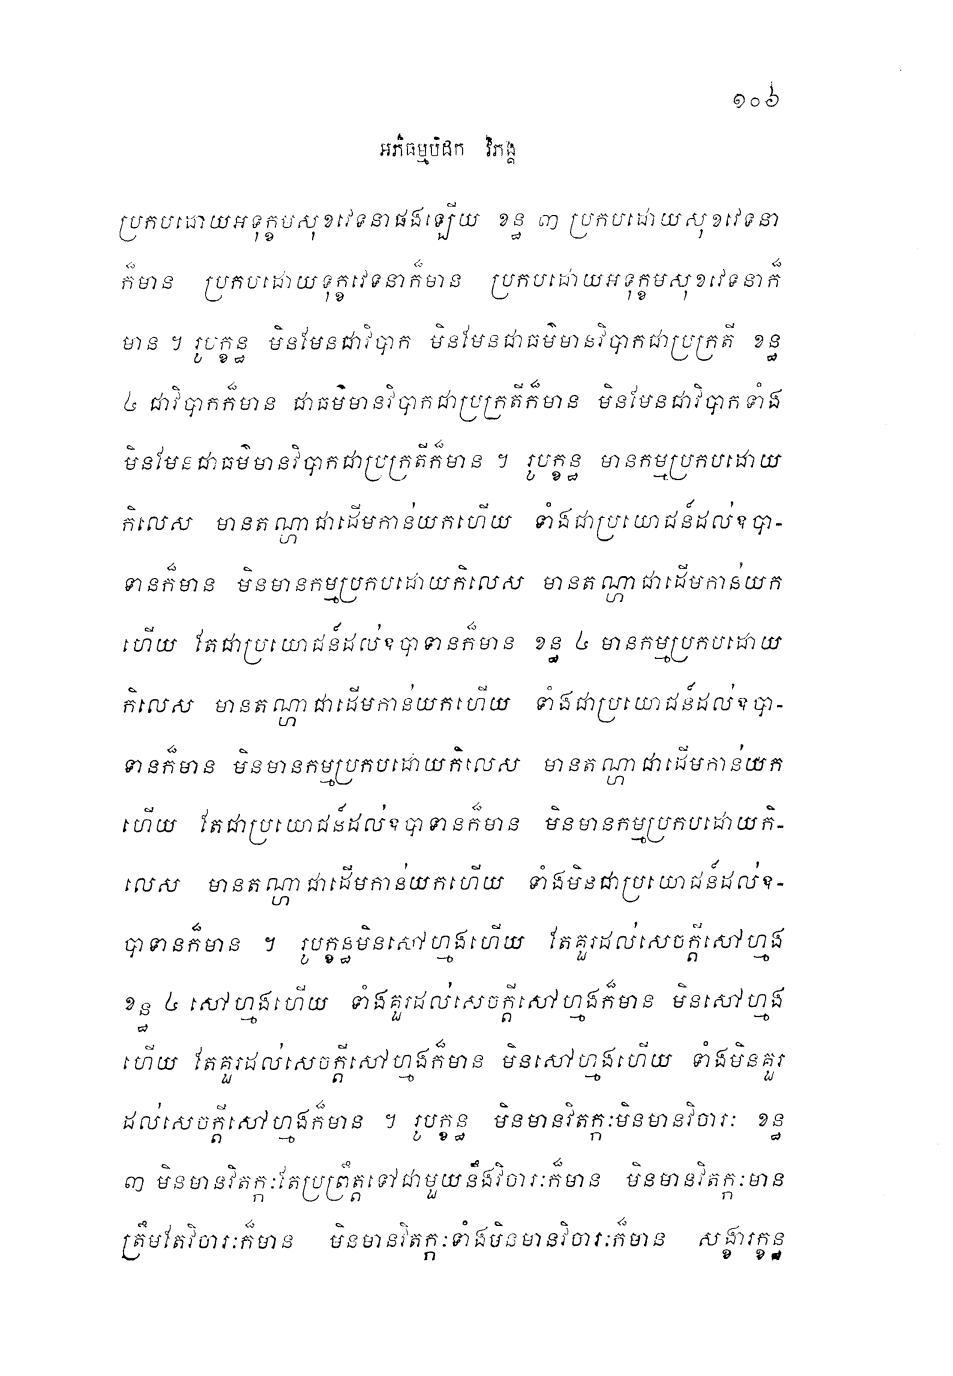 ១០៦
អភិធម្មបិដក វិភង្គ
ប្រកបដោយអទុក្ខមសុខវេទនាផងឡើយ ខន្ធ ៣ ប្រកបដោយសុខវេទនា
ក៏មាន ប្រកបដោយទុក្ខវេទនាក៏មាន ប្រកបដោយអទុក្ខមសុខវេទនាក៏
មាន ។ រូបក្ខន្ធ មិនមែនជាវិបាក មិនមែនជាធម៌មានវិបាកជាប្រក្រតី ខន្ធ
៤ ជាវិបាកក៏មាន ជាធម៌មានវិបាកជាប្រក្រតីក៏មាន មិនមែនជាវិបាកទាំង
មិនមែនជាធម៌មានវិបាកជាប្រក្រតីក៏មាន ។ រូបក្ខន្ធ មានកម្មប្រកបដោយ
កិលេស មានតណ្ហាជាដើមកាន់យកហើយ ទាំងជាប្រយោជន៍ដល់ឧបា-
ទានក៏មាន មិនមានកម្មប្រកបដោយកិលេស មានតណ្ហាជាដើមកាន់យក
ហើយ តែជាប្រយោជន៍ដល់ឧបាទានក៏មាន ខន្ធ ៤ មានកម្មប្រកបដោយ
កិលេស មានតណ្ហាជាដើមកាន់យកហើយ ទាំងជាប្រយោជន៍ដល់ឧបា-
ទានក៏មាន មិនមានកម្មប្រកបដោយកិលេស មានតណ្ហាជាដើមកាន់យក
ហើយ តែជាប្រយោជន៍ដល់ឧបាទានក៏មាន មិនមានកម្មប្រកបដោយកិ-
លេស មានតណ្ហាជាដើមកាន់យកហើយ ទាំងមិនជាប្រយោជន៍ដល់ឧ-
បាទានក៏មាន ។ រូបក្ខន្ធមិនសៅហ្មងហើយ តែគួរដល់សេចក្តីសៅហ្មង
ខន្ធ ៤ សៅហ្មងហើយ ទាំងគួរដល់សេចក្តីសៅហ្មងក៏មាន មិនសៅហ្មង
ហើយ តែគួរដល់សេចក្តីសៅហ្មងក៏មាន មិនសៅហ្មងហើយ ទាំងមិនគួរ
ដល់សេចក្តីសៅហ្មងក៏មាន ។ រូបក្ខន្ធ មិនមានវិតក្កៈមិនមានវិចារៈ ខន្ធ
៣ មិនមានវិតក្កៈតែប្រព្រឹត្តទៅជាមួយនឹងវិចារៈក៏មាន មិនមានវិតក្កៈមាន
ត្រឹមតែវិចារៈក៏មាន មិនមានវិតក្កៈទាំងមិនមានវិចារៈក៏មាន សង្ខារក្ខន្ធ